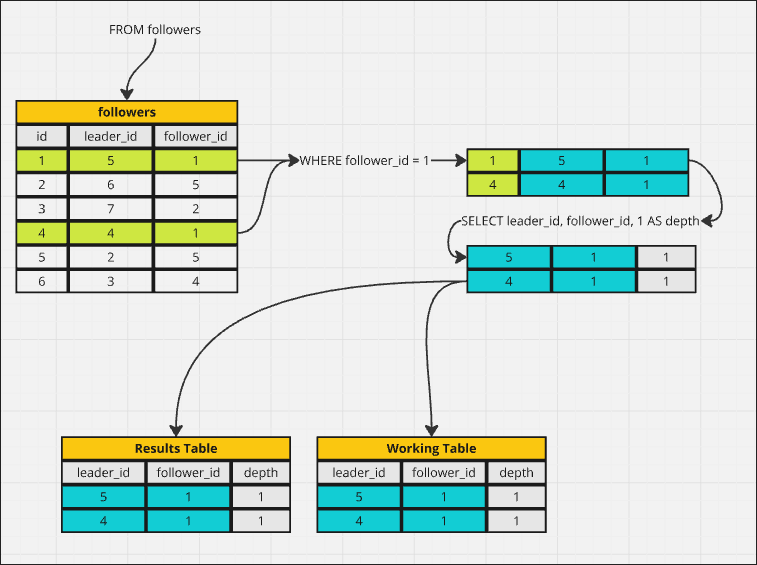 FROM followers
followers
id leader_id follower_id
1 5 1
2 6 5
3 7 2
4 4 1
5 2 5
6 3 4
WHERE follower_id = 1
1 5 1
4 4 1
SELECT leader_id, follower_id, 1 AS depth
5 1 1
4 1 1
Results Table
leader_id follower_id depth
5 1 1
4 1 1
Working Table
leader_id follower_id depth
5 1 1
4 1 1